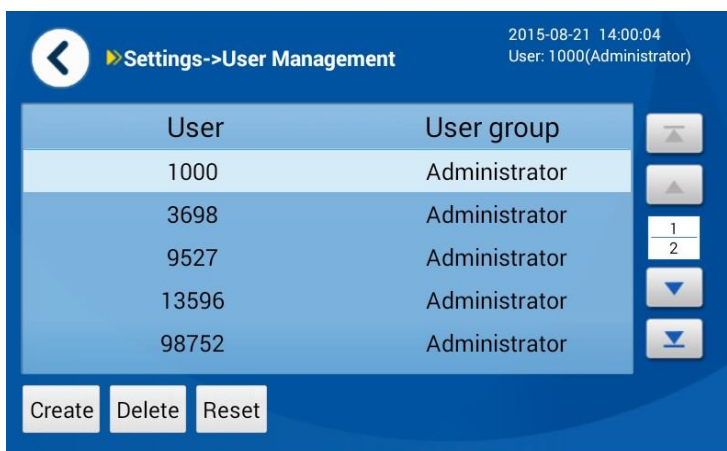 2015-08-21 14:00:04
Settings->User Management
User: 1000(Administrator)
User User group
1000 Administrator
3698 Administrator
9527 Administrator
13596 Administrator
98752 Administrator
1
2
Create Delete Reset